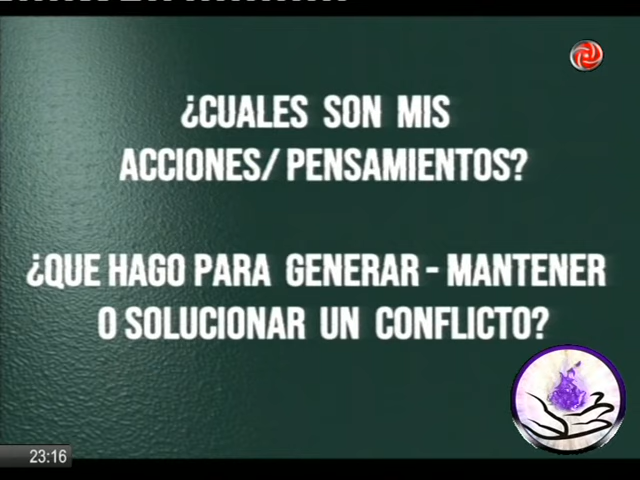 ¿CUALES SON MIS
ACCIONES/ PENSAMIENTOS?
¿QUE HAGO PARA GENERAR - MANTENER
O SOLUCIONAR UN CONFLICTO?
23:16